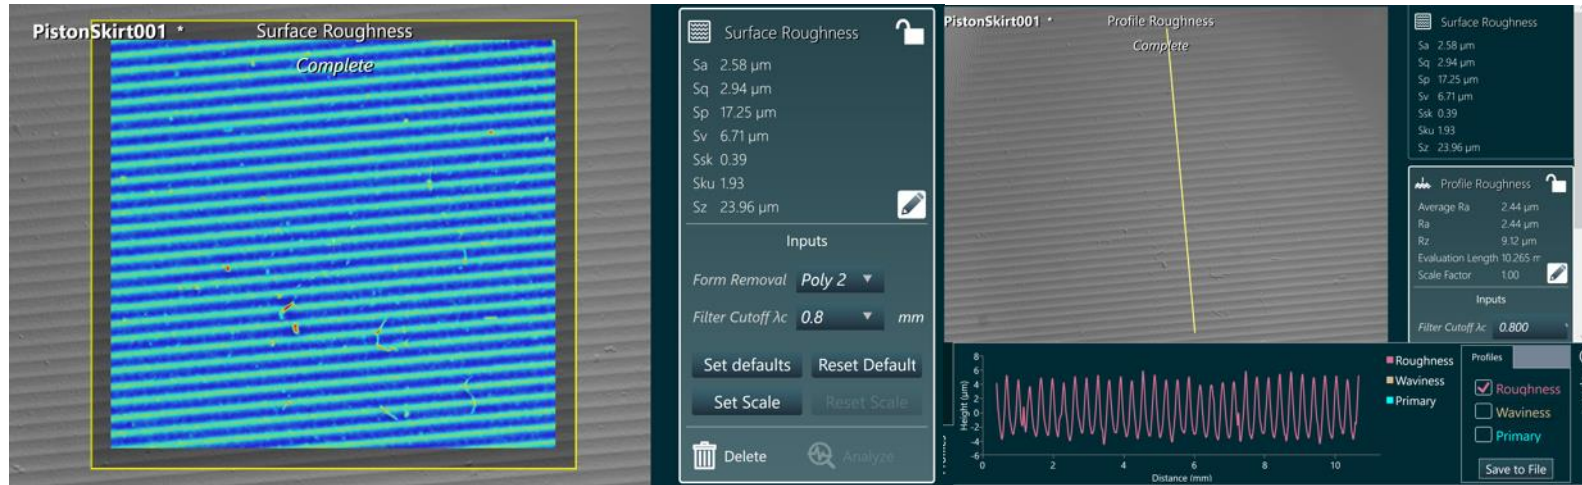 PistonSkirt001 *
Surface Roughness
Complete
Surface Roughness
Sa 2.58 µm
Sq 2.94 µm
Sp 17.25 µm
Sv 6.71 µm
Ssk 0.39
Sku 1.93
Sz 23.96 µm
Inputs
Form Removal Poly 2
Filter Cutoff λc 0.8 mm
Set defaults Reset Default
Set Scale Reset Scale
Delete Analyze
PistonSkirt001 *
Profile Roughness
Complete
Surface Roughness
Sa 2.58 µm
Sq 2.94 µm
Sp 17.25 µm
Sv 6.71 µm
Ssk 0.39
Sku 1.93
Sz 23.96 µm
Profile Roughness
Average Ra 2.44 µm
Ra 2.44 µm
Rz 9.12 µm
Evaluation Length 10.265
Scale Factor 1.00
Inputs
Filter Cutoff λc 0.800
Height (µm)
8
6
4
2
0
-2
-4
-6
0 2 4 6 8 10
Distance (mm)
Roughness
Waviness
Primary
Profiles
Roughness
Waviness
Primary
Save to File